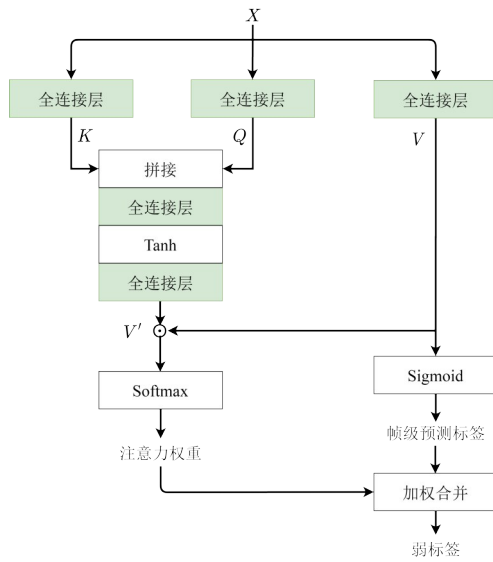 X
全连接层 全连接层 全连接层
K Q V
拼接
全连接层
Tanh
全连接层
V′ ⊙
Softmax Sigmoid
注意力权重 帧级预测标签
加权合并
弱标签